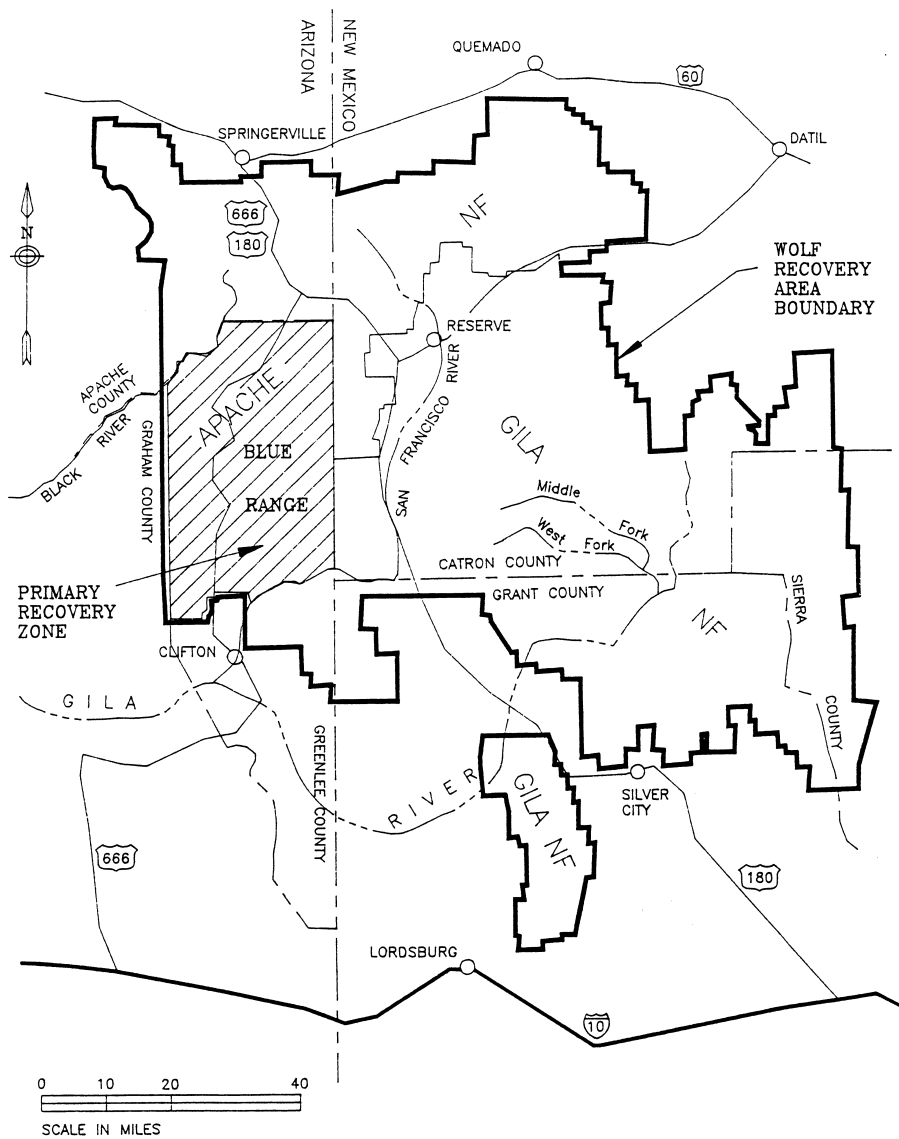 ARIZONA
NEW MEXICO
QUEMADO
60
SPRINGERVILLE
DATIL
N
666
180
NF
WOLF
RECOVERY
AREA
BOUNDARY
RESERVE
APACHE COUNTY
BLACK RIVER
GRAHAM COUNTY
APACHE
BLUE
RANGE
SAN FRANCISCO RIVER
GILA
Middle Fork
West Fork
CATRON COUNTY
GRANT COUNTY
PRIMARY
RECOVERY
ZONE
NF
SIERRA COUNTY
CLIFTON
GILA RIVER
GREENLEE COUNTY
GILA NF
SILVER
CITY
666
180
LORDSBURG
10
0 10 20 40
SCALE IN MILES